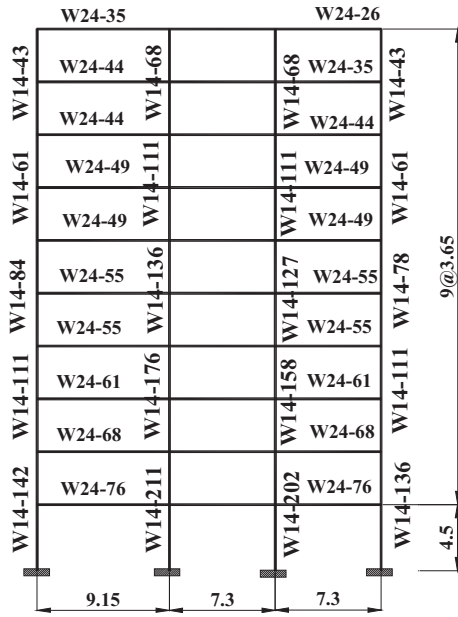 W24-35
W24-26
W14-43
W24-44
W14-68
W14-68
W24-35
W14-43
W24-44
W24-44
W14-61
W24-49
W14-111
W14-111
W24-49
W14-61
W24-49
W24-49
W14-84
W24-55
W14-136
W14-127
W24-55
W14-78
W24-55
W24-55
W14-111
W24-61
W14-176
W14-158
W24-61
W14-111
W24-68
W24-68
W14-142
W24-76
W14-211
W14-202
W24-76
W14-136
9@3.65
4.5
9.15
7.3
7.3